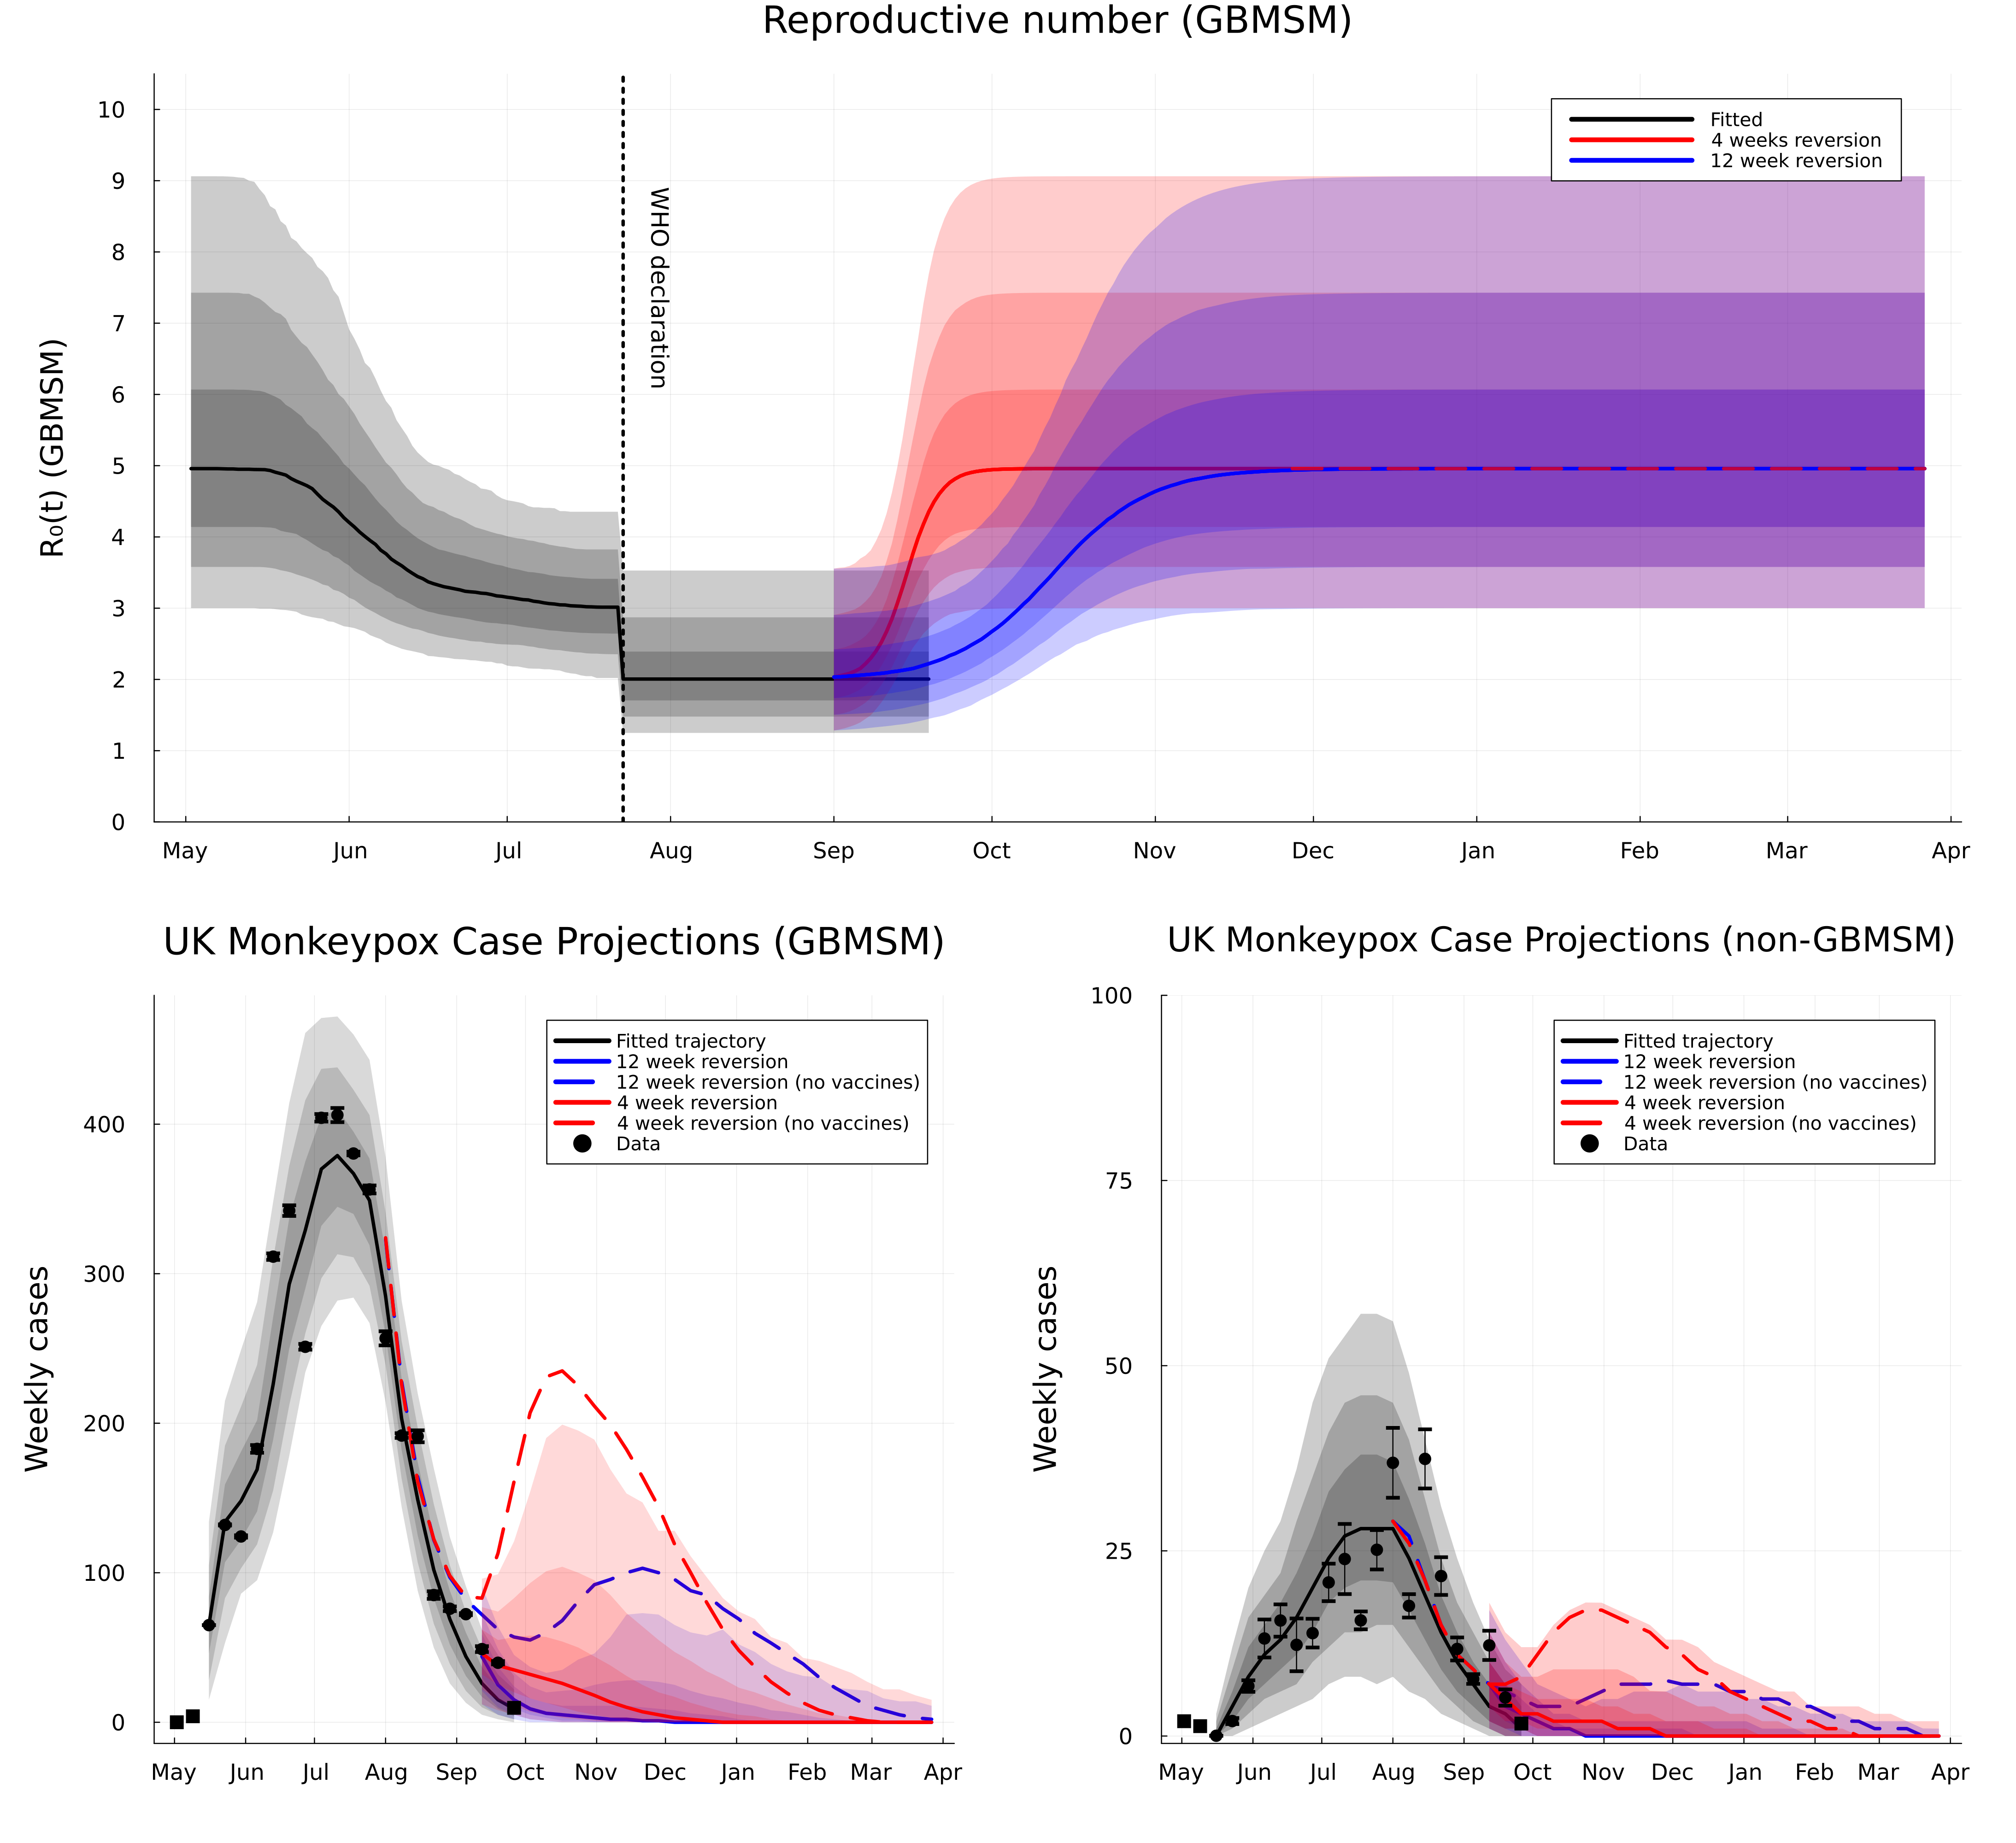 Reproductive number (GBMSM)
R₀(t) (GBMSM)
10
9
8
7
6
5
4
3
2
1
0
WHO declaration
Fitted
4 weeks reversion
12 week reversion
May Jun Jul Aug Sep Oct Nov Dec Jan Feb Mar Apr
UK Monkeypox Case Projections (GBMSM)
Weekly cases
400
300
200
100
0
Fitted trajectory
12 week reversion
12 week reversion (no vaccines)
4 week reversion
4 week reversion (no vaccines)
Data
May Jun Jul Aug Sep Oct Nov Dec Jan Feb Mar Apr
UK Monkeypox Case Projections (non-GBMSM)
Weekly cases
100
75
50
25
0
Fitted trajectory
12 week reversion
12 week reversion (no vaccines)
4 week reversion
4 week reversion (no vaccines)
Data
May Jun Jul Aug Sep Oct Nov Dec Jan Feb Mar Apr